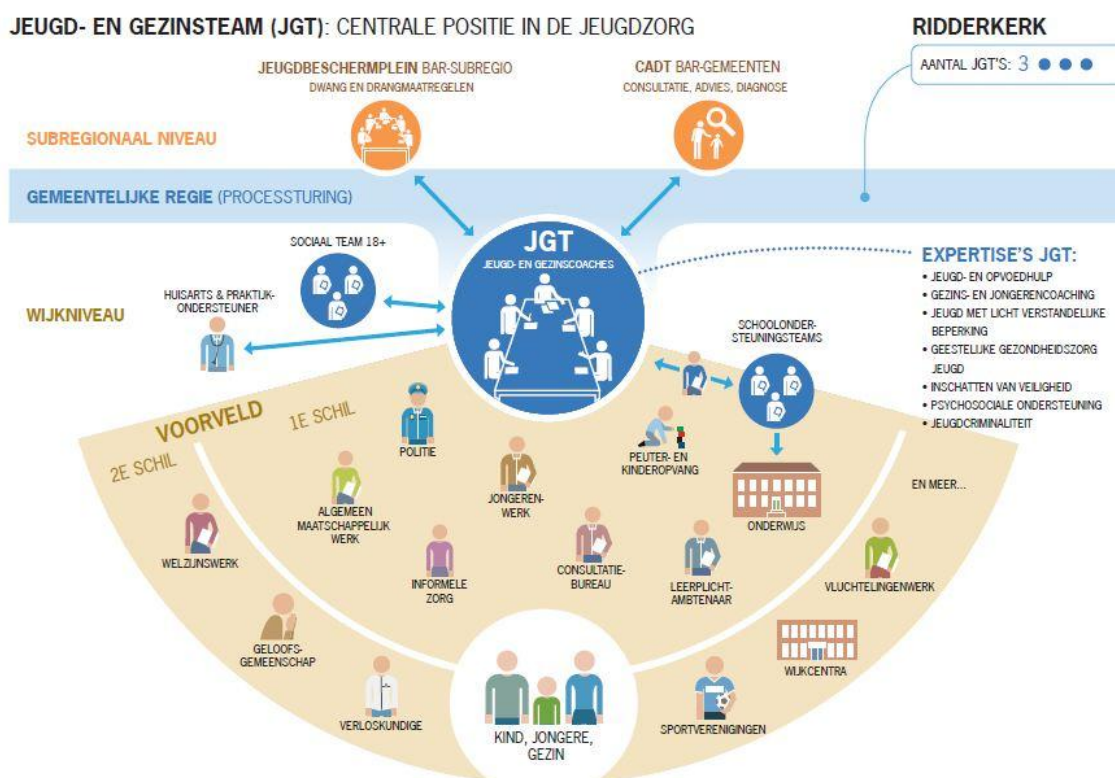 JEUGD- EN GEZINSTEAM (JGT): CENTRALE POSITIE IN DE JEUGDZORG
RIDDERKERK
AANTAL JGT'S: 3
JEUGDBESCHERMPLEIN BAR-SUBREGIO
DWANG EN DRANGMAATREGELEN
CADT BAR-GEMEENTEN
CONSULTATIE, ADVIES, DIAGNOSE
SUBREGIONAAL NIVEAU
GEMEENTELIJKE REGIE (PROCESSTURING)
SOCIAAL TEAM 18+
JGT
JEUGD- EN GEZINSCOACHES
HUISARTS & PRAKTIJK-
ONDERSTEUNER
WIJKNIVEAU
SCHOOLONDER-
STEUNINGSTEAMS
EXPERTISE'S JGT:
• JEUGD- EN OPVOEDHULP
• GEZINS- EN JONGERENCOACHING
• JEUGD MET LICHT VERSTANDELIJKE
BEPERKING
• GEESTELIJKE GEZONDHEIDSZORG
JEUGD
• INSCHATTEN VAN VEILIGHEID
• PSYCHOSOCIALE ONDERSTEUNING
• JEUGDCRIMINALITEIT
VOORVELD
1E SCHIL
2E SCHIL
POLITIE
PEUTER- EN
KINDEROPVANG
JONGEREN-
WERK
ALGEMEEN
MAATSCHAPPELIJK
WERK
ONDERWIJS
EN MEER...
WELZIJNSWERK
INFORMELE
ZORG
CONSULTATIE-
BUREAU
LEERPLICHT-
AMBTENAAR
VLUCHTELINGENWERK
GELOOFS-
GEMEENSCHAP
WIJKCENTRA
VERLOSKUNDIGE
SPORTVERENIGINGEN
KIND, JONGERE,
GEZIN